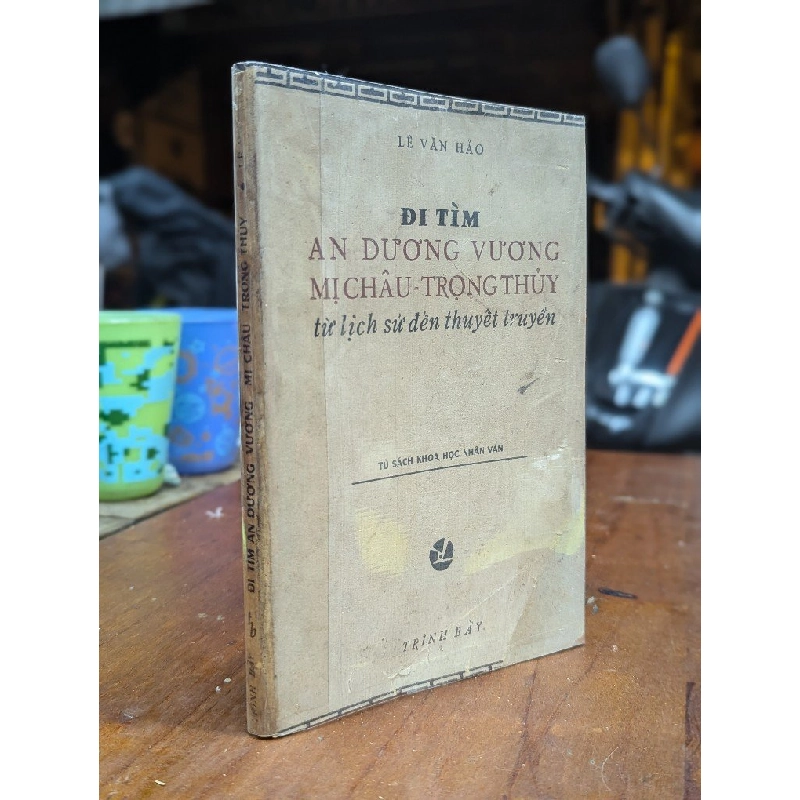 LÊ VĂN HẢO
ĐI TÌM
AN DƯƠNG VƯƠNG
MỊ CHÂU-TRỌNG THỦY
từ lịch sử đến thuyết truyền
TỦ SÁCH KHOA HỌC NHÂN VĂN
TRÌNH BÀY
ĐI TÌM AN DƯƠNG VƯƠNG MỊ CHÂU TRỌNG THỦY